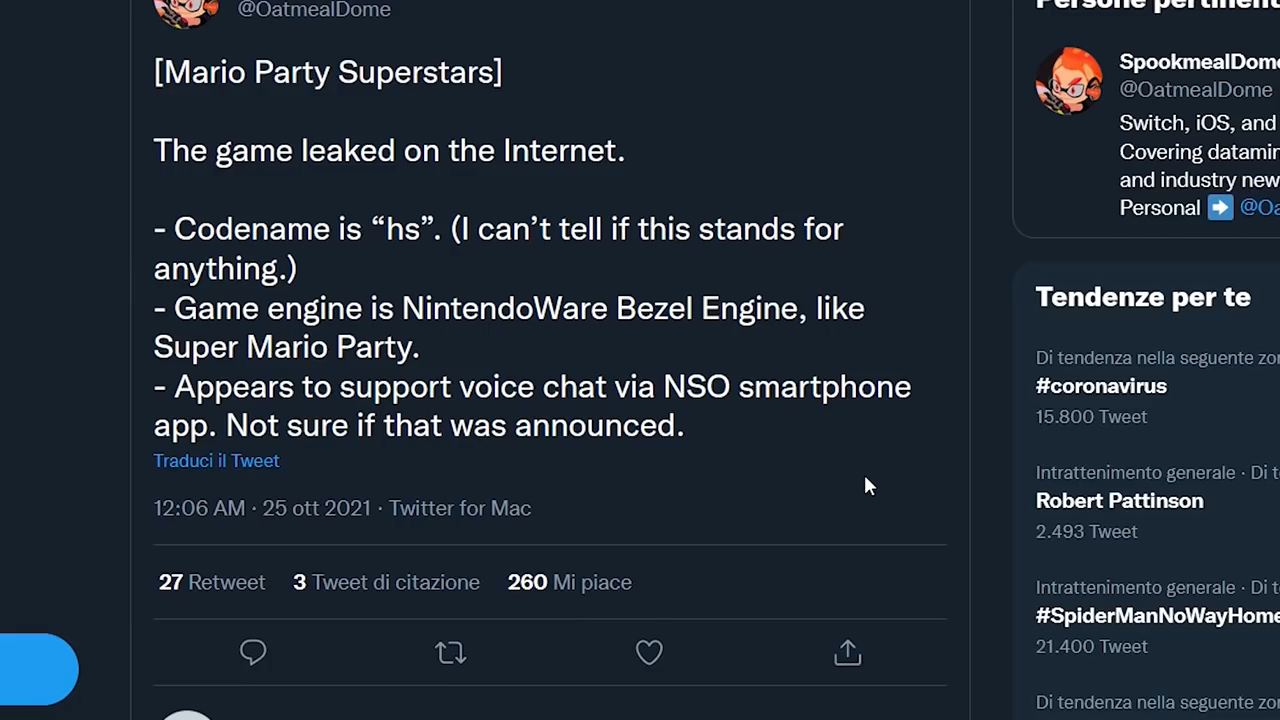 @OatmealDome
[Mario Party Superstars]
The game leaked on the Internet.
- Codename is “hs”. (I can’t tell if this stands for
anything.)
- Game engine is NintendoWare Bezel Engine, like
Super Mario Party.
- Appears to support voice chat via NSO smartphone
app. Not sure if that was announced.
Traduci il Tweet
12:06 AM · 25 ott 2021 · Twitter for Mac
27 Retweet 3 Tweet di citazione 260 Mi piace
Persone pertinent
SpookmealDome
@OatmealDome
Switch, iOS, and
Covering datamin
and industry new
Personal ➡ @Oa
Tendenze per te
Di tendenza nella seguente zo
#coronavirus
15.800 Tweet
Intrattenimento generale · Di t
Robert Pattinson
2.493 Tweet
Intrattenimento generale · Di t
#SpiderManNoWayHome
21.400 Tweet
Di tendenza nella seguente zo